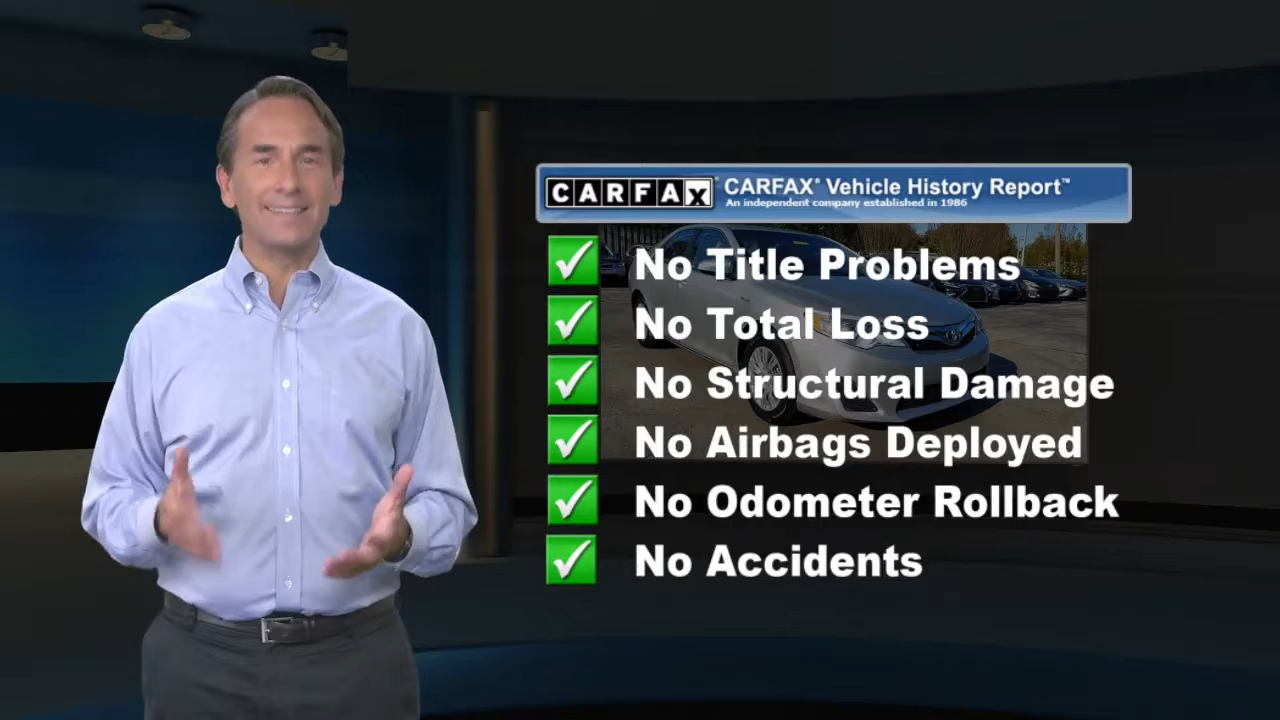 CARFAX® CARFAX® Vehicle History Report™
An independent company established in 1986
No Title Problems
No Total Loss
No Structural Damage
No Airbags Deployed
No Odometer Rollback
No Accidents